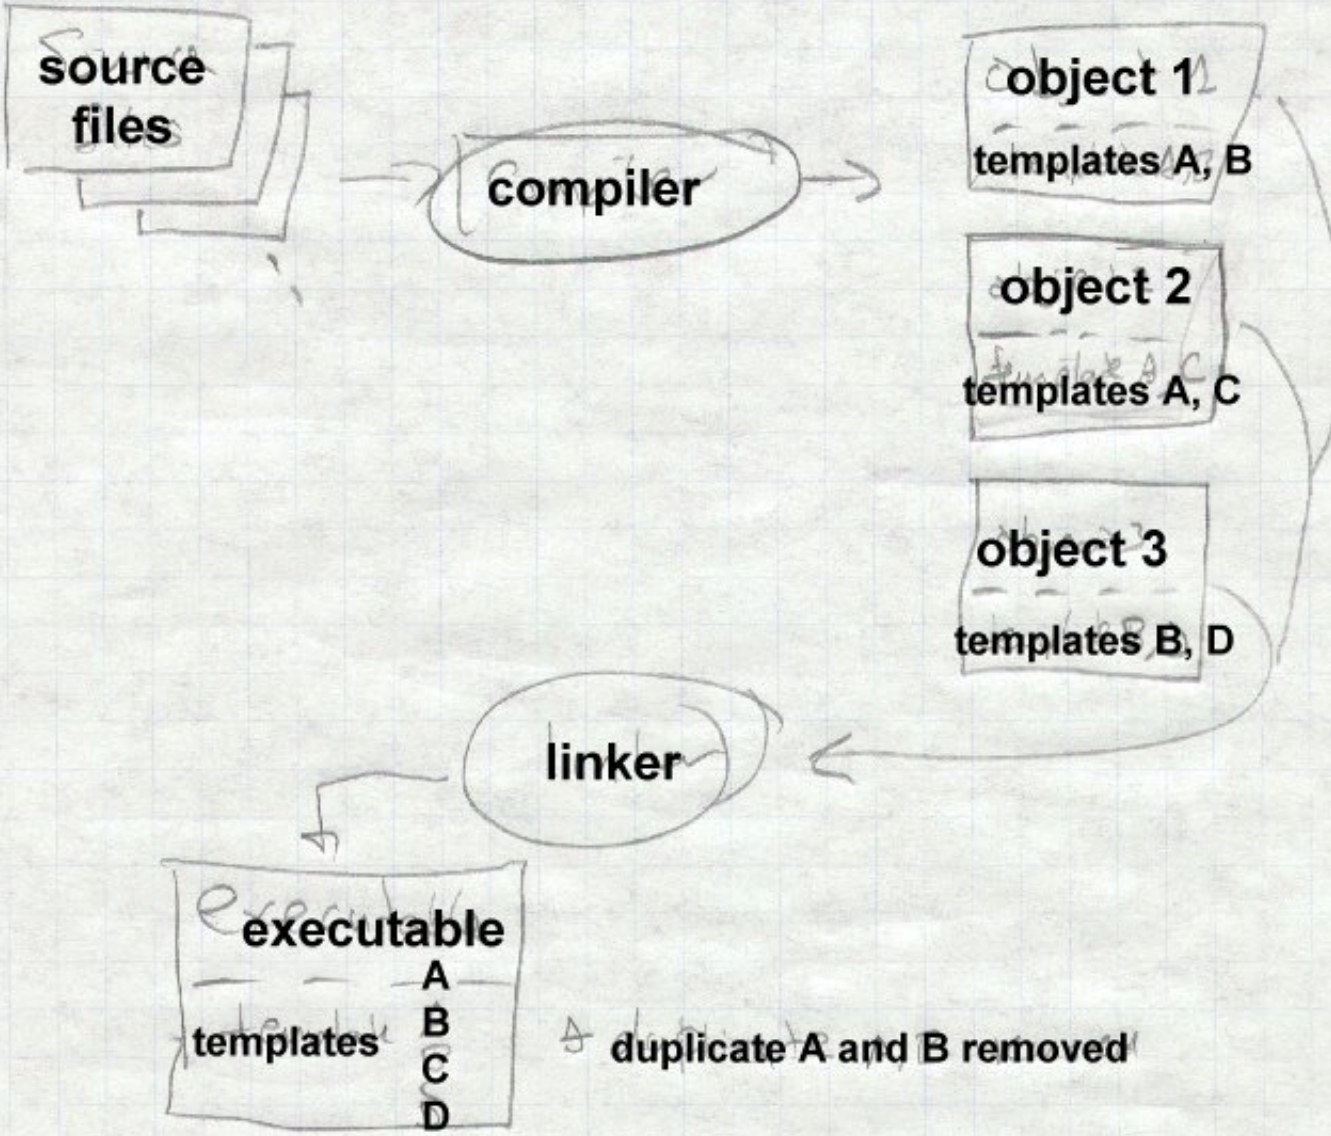 source
files
compiler
object 1
templates A, B
object 2
templates A, C
object 3
templates B, D
linker
executable
A
templates B
C
D
duplicate A and B removed